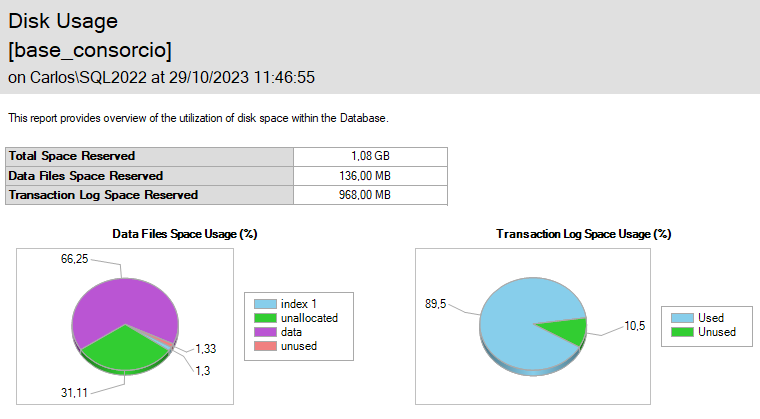 Disk Usage
[base_consorcio]
on Carlos\SQL2022 at 29/10/2023 11:46:55
This report provides overview of the utilization of disk space within the Database.
Total Space Reserved 1,08 GB
Data Files Space Reserved 136,00 MB
Transaction Log Space Reserved 968,00 MB
Data Files Space Usage (%)
66,25
31,11
1,33
1,3
index 1
unallocated
data
unused
Transaction Log Space Usage (%)
89,5
10,5
Used
Unused